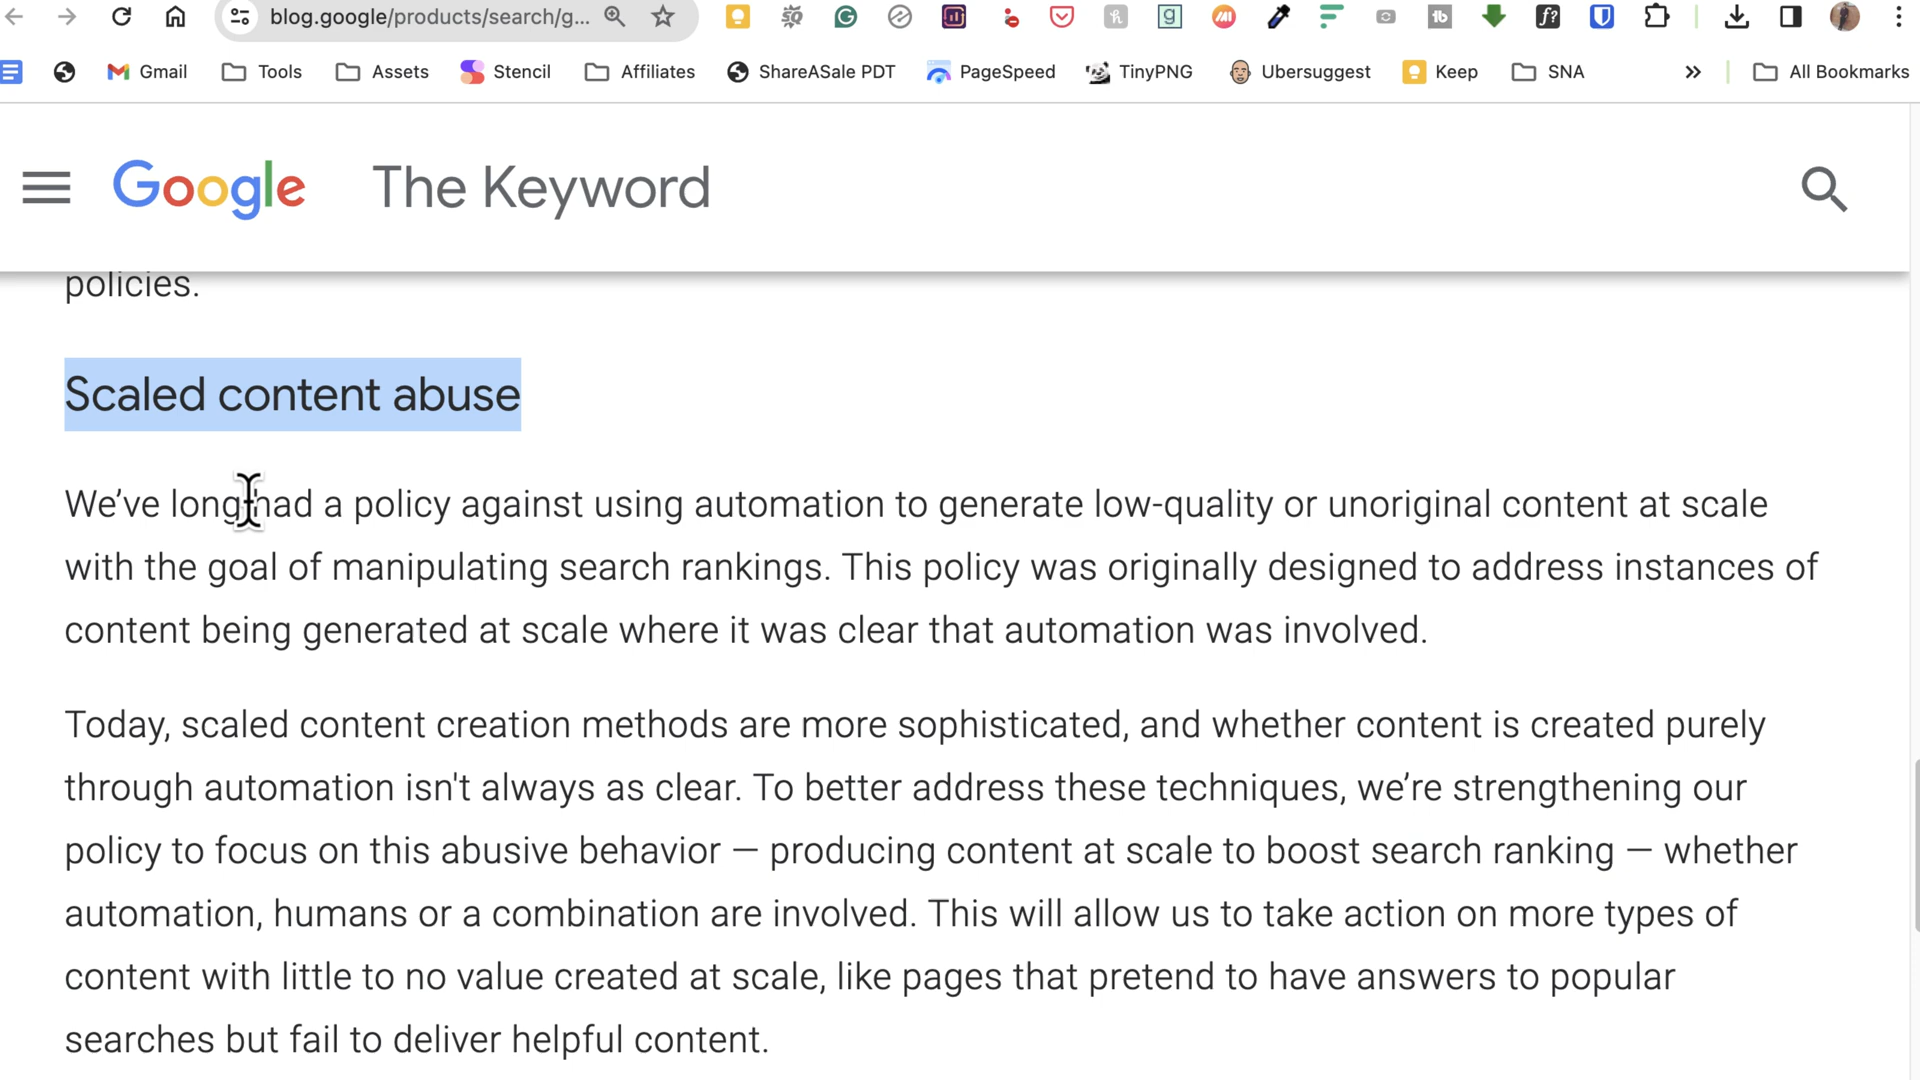 blog.google/products/search/g...
Gmail Tools Assets Stencil Affiliates ShareASale PDT PageSpeed TinyPNG Ubersuggest Keep SNA » All Bookmarks
Google The Keyword
policies.
Scaled content abuse
We’ve long had a policy against using automation to generate low-quality or unoriginal content at scale
with the goal of manipulating search rankings. This policy was originally designed to address instances of
content being generated at scale where it was clear that automation was involved.
Today, scaled content creation methods are more sophisticated, and whether content is created purely
through automation isn't always as clear. To better address these techniques, we’re strengthening our
policy to focus on this abusive behavior — producing content at scale to boost search ranking — whether
automation, humans or a combination are involved. This will allow us to take action on more types of
content with little to no value created at scale, like pages that pretend to have answers to popular
searches but fail to deliver helpful content.